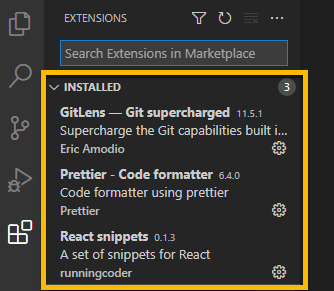 EXTENSIONS
Search Extensions in Marketplace
INSTALLED 3
GitLens — Git supercharged 11.5.1
Supercharge the Git capabilities built i...
Eric Amodio
Prettier - Code formatter 6.4.0
Code formatter using prettier
Prettier
React snippets 0.1.3
A set of snippets for React
runningcoder